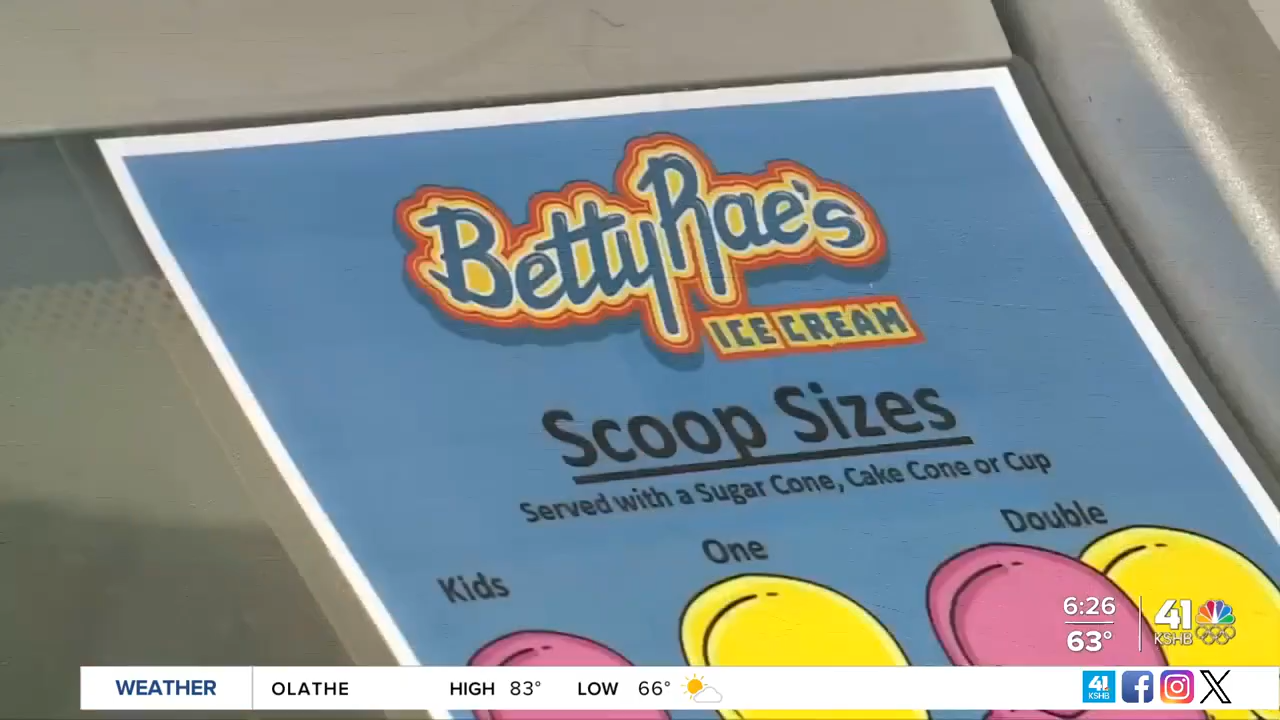 BettyRae's
ICE CREAM
Scoop Sizes
Served with a Sugar Cone, Cake Cone or Cup
Kids
One
Double
6:26
63°
41
KSHB
WEATHER
OLATHE
HIGH 83° LOW 66°
41
KSHB